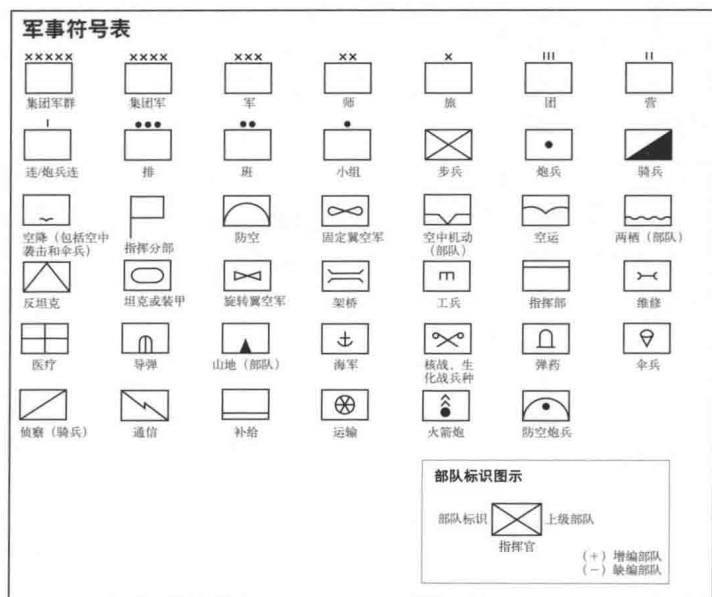 军事符号表
×××××
××××
×××
××
×
III
II
集团军群
集团军
军
师
旅
团
营
I
●●●
●●
●
连/炮兵连
排
班
小组
步兵
炮兵
骑兵
空降（包括空中
袭击和伞兵）
指挥分部
防空
固定翼空军
空中机动
（部队）
空运
两栖（部队）
反坦克
坦克或装甲
旋转翼空军
架桥
工兵
指挥部
维修
医疗
导弹
山地（部队）
海军
核战、生
化战兵种
弹药
伞兵
侦察（骑兵）
通信
补给
运输
火箭炮
防空炮兵
部队标识图示
部队标识
上级部队
指挥官
（+）增编部队
（-）缺编部队